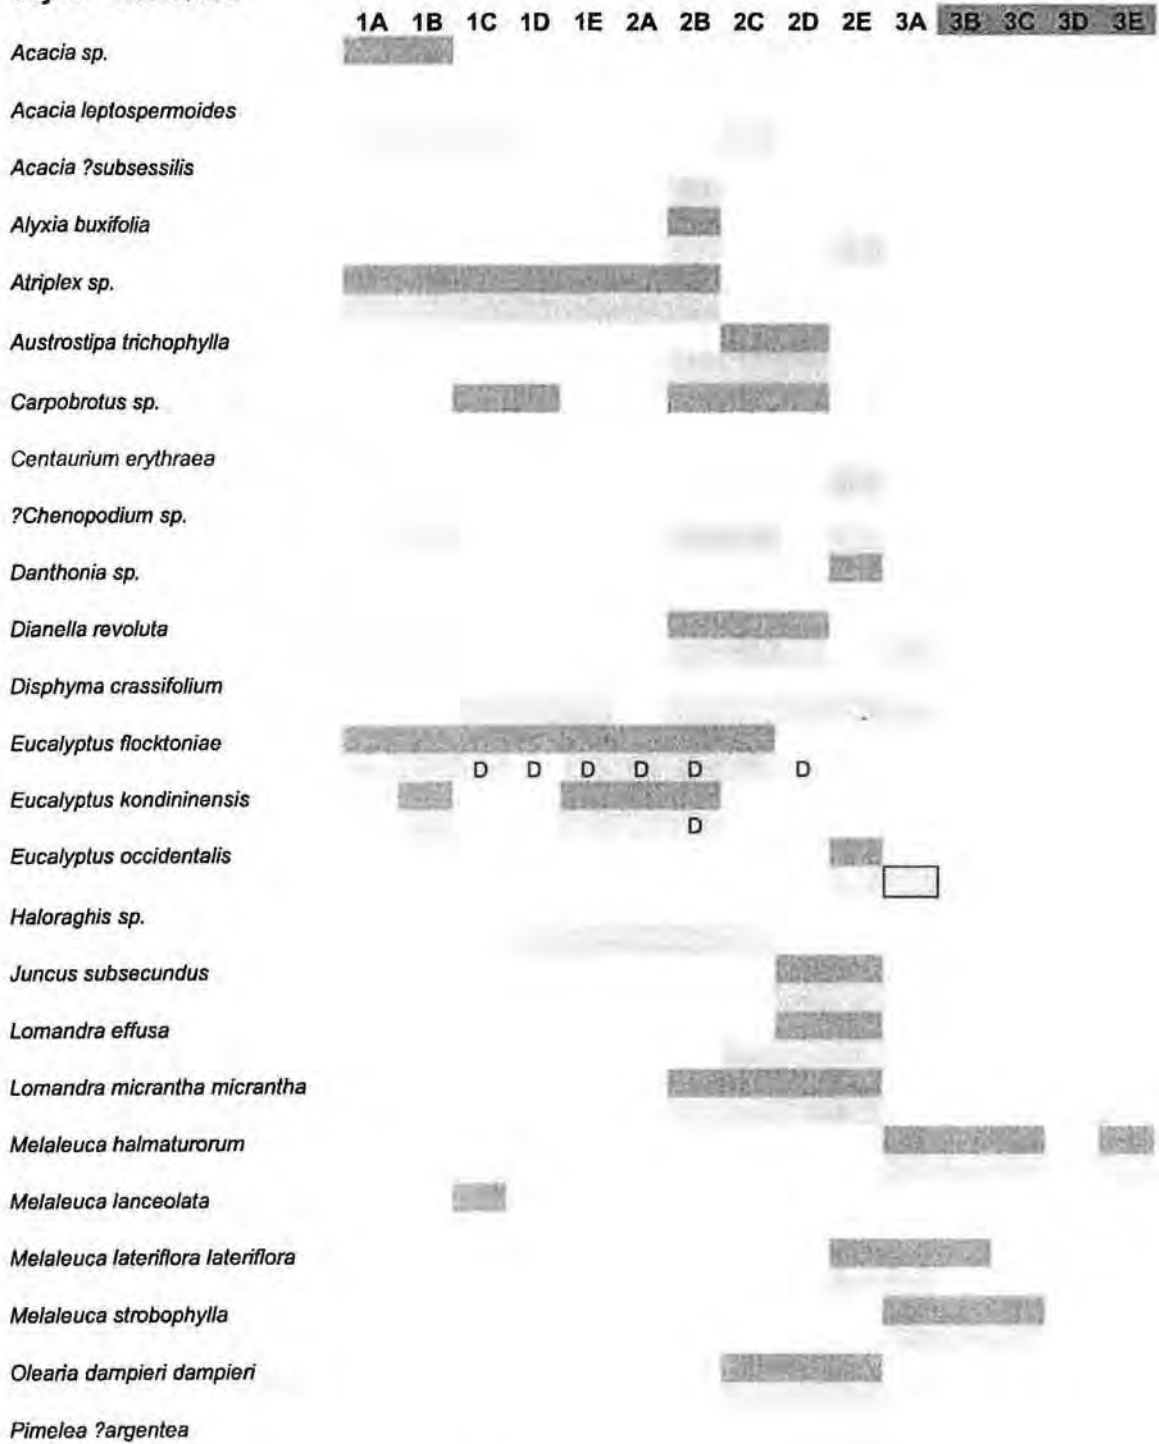 1A 1B 1C 1D 1E 2A 2B 2C 2D 2E 3A 3B 3C 3D 3E
Acacia sp.
Acacia leptospermoides
Acacia ?subsessilis
Alyxia buxifolia
Atriplex sp.
Austrostipa trichophylla
Carpobrotus sp.
Centaurium erythraea
?Chenopodium sp.
Danthonia sp.
Dianella revoluta
Disphyma crassifolium
Eucalyptus flocktoniae
D D D D D D
Eucalyptus kondininensis
D
Eucalyptus occidentalis
Haloraghis sp.
Juncus subsecundus
Lomandra effusa
Lomandra micrantha micrantha
Melaleuca halmaturorum
Melaleuca lanceolata
Melaleuca lateriflora lateriflora
Melaleuca strobophylla
Olearia dampieri dampieri
Pimelea ?argentea